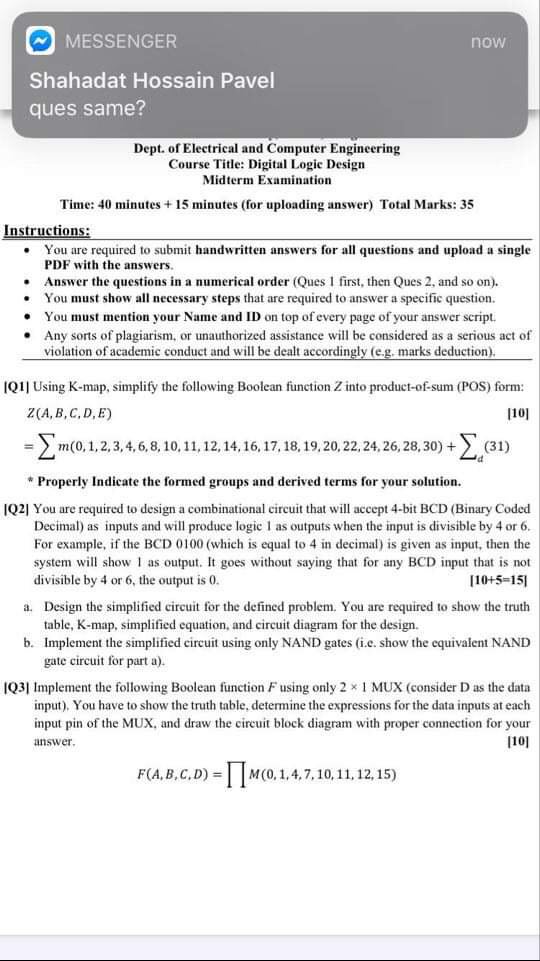 MESSENGER now
Shahadat Hossain Pavel
ques same?
Dept. of Electrical and Computer Engineering
Course Title: Digital Logic Design
Midterm Examination
Time: 40 minutes + 15 minutes (for uploading answer) Total Marks: 35
Instructions:
• You are required to submit handwritten answers for all questions and upload a single
PDF with the answers.
• Answer the questions in a numerical order (Ques 1 first, then Ques 2, and so on).
• You must show all necessary steps that are required to answer a specific question.
• You must mention your Name and ID on top of every page of your answer script.
• Any sorts of plagiarism, or unauthorized assistance will be considered as a serious act of
violation of academic conduct and will be dealt accordingly (e.g. marks deduction).
[Q1] Using K-map, simplify the following Boolean function Z into product-of-sum (POS) form:
Z(A, B, C, D, E) [10]
= ∑ m(0, 1, 2, 3, 4, 6, 8, 10, 11, 12, 14, 16, 17, 18, 19, 20, 22, 24, 26, 28, 30) + ∑d (31)
* Properly Indicate the formed groups and derived terms for your solution.
[Q2] You are required to design a combinational circuit that will accept 4-bit BCD (Binary Coded
Decimal) as inputs and will produce logic 1 as outputs when the input is divisible by 4 or 6.
For example, if the BCD 0100 (which is equal to 4 in decimal) is given as input, then the
system will show 1 as output. It goes without saying that for any BCD input that is not
divisible by 4 or 6, the output is 0. [10+5=15]
a. Design the simplified circuit for the defined problem. You are required to show the truth
table, K-map, simplified equation, and circuit diagram for the design.
b. Implement the simplified circuit using only NAND gates (i.e. show the equivalent NAND
gate circuit for part a).
[Q3] Implement the following Boolean function F using only 2 × 1 MUX (consider D as the data
input). You have to show the truth table, determine the expressions for the data inputs at each
input pin of the MUX, and draw the circuit block diagram with proper connection for your
answer. [10]
F(A, B, C, D) = ∏ M(0, 1, 4, 7, 10, 11, 12, 15)